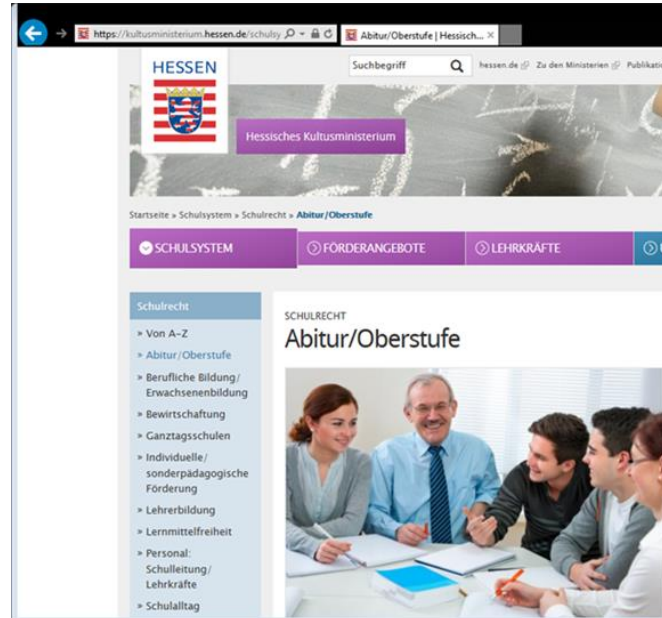 https://kultusministerium.hessen.de/schulsy
Abitur/Oberstufe | Hessisch...
HESSEN
Suchbegriff
hessen.de Zu den Ministerien Publikatio
Hessisches Kultusministerium
Startseite » Schulsystem » Schulrecht » Abitur/Oberstufe
SCHULSYSTEM
FÖRDERANGEBOTE
LEHRKRÄFTE
Schulrecht
» Von A–Z
» Abitur/Oberstufe
» Berufliche Bildung/
Erwachsenenbildung
» Bewirtschaftung
» Ganztagsschulen
» Individuelle/
sonderpädagogische
Förderung
» Lehrerbildung
» Lernmittelfreiheit
» Personal:
Schulleitung/
Lehrkräfte
» Schulalltag
SCHULRECHT
Abitur/Oberstufe